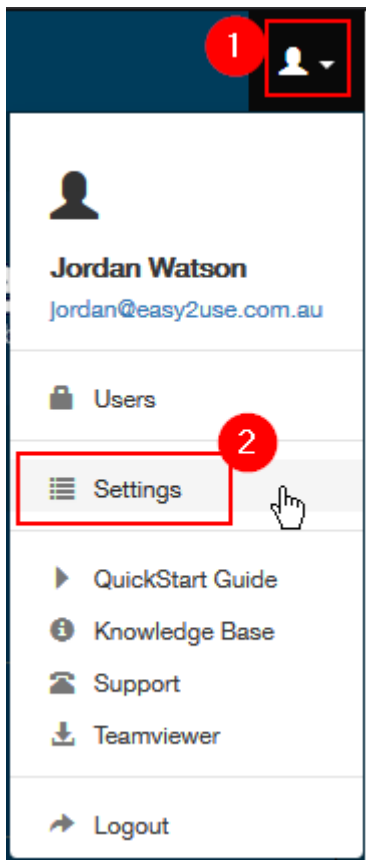 1
Jordan Watson
jordan@easy2use.com.au
Users
2
Settings
QuickStart Guide
Knowledge Base
Support
Teamviewer
Logout